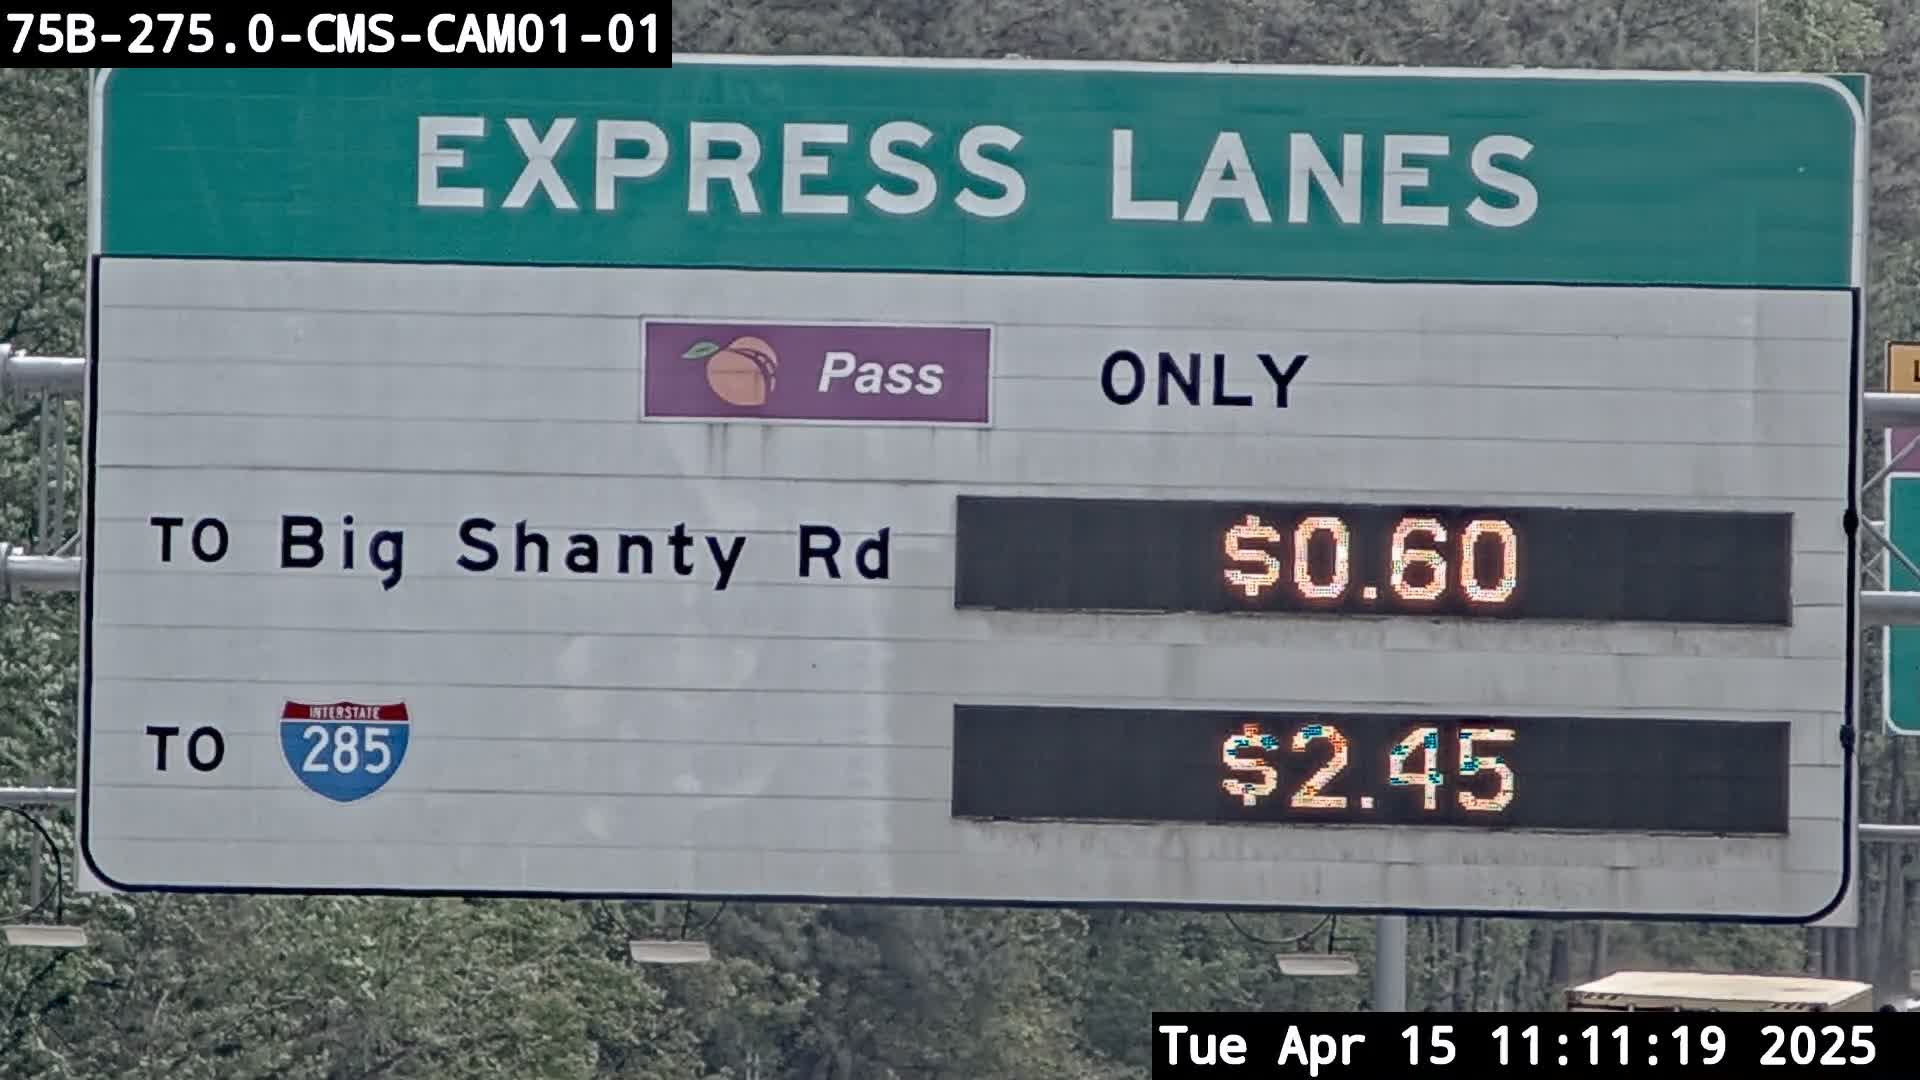 75B-275.0-CMS-CAM01-01
EXPRESS LANES
Pass ONLY
TO Big Shanty Rd $0.60
INTERSTATE
TO 285 $2.45
Tue Apr 15 11:11:19 2025